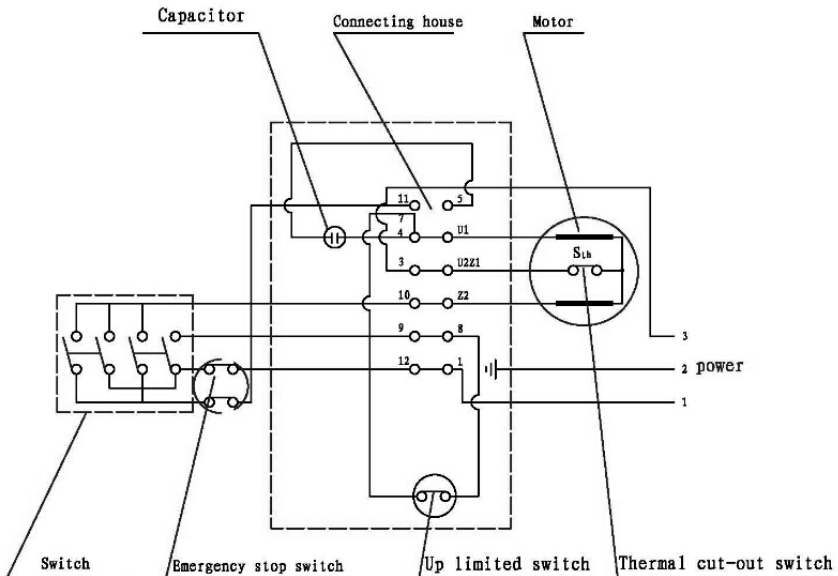 Capacitor
Connecting house
Motor
11 5
7
4 U1
Sth
3 U2Z1
10 Z2
9 8
3
12 1
2 power
1
Switch
Emergency stop switch
Up limited switch
Thermal cut-out switch